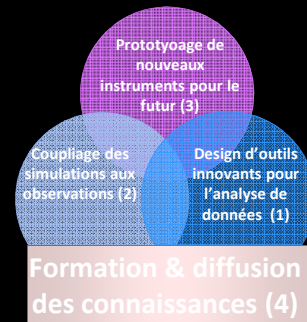 Prototyoage de
nouveaux
instruments pour le
futur (3)
Coupliage des
simulations aux
observations (2)
Design d'outils
innovants pour
l'analyse de
données (1)
Formation & diffusion
des connaissances (4)